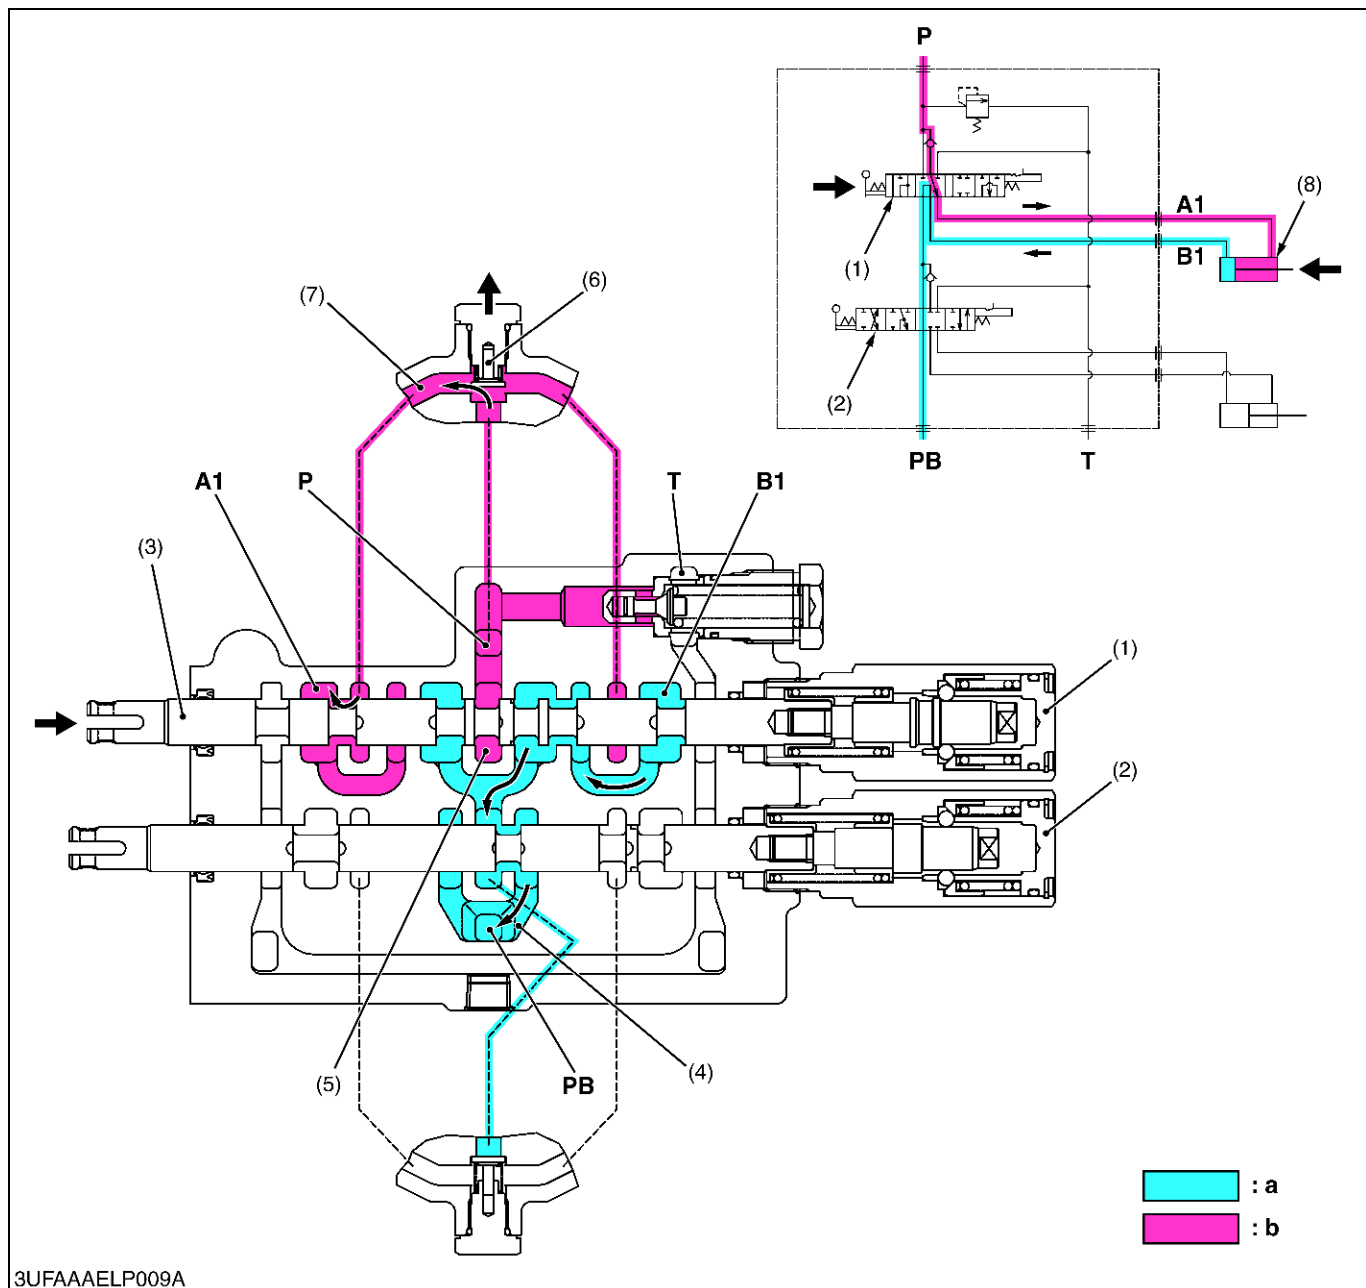 P
(8)
A1
B1
(1)
(2)
PB
T
(7)
(6)
A1
P
T
B1
(3)
(1)
(2)
(5)
PB
(4)
: a
: b
3UFAAAELP009A